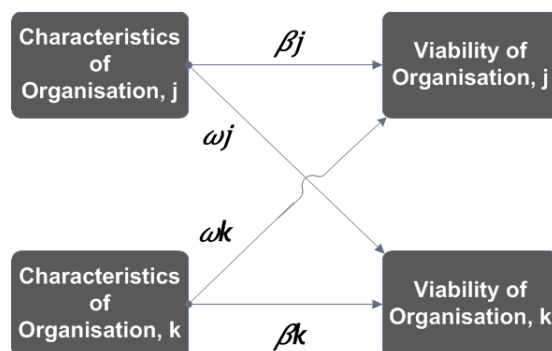 Characteristics
of
Organisation, j
βj
Viability of
Organisation, j
ωj
ωk
Characteristics
of
Organisation, k
βk
Viability of
Organisation, k